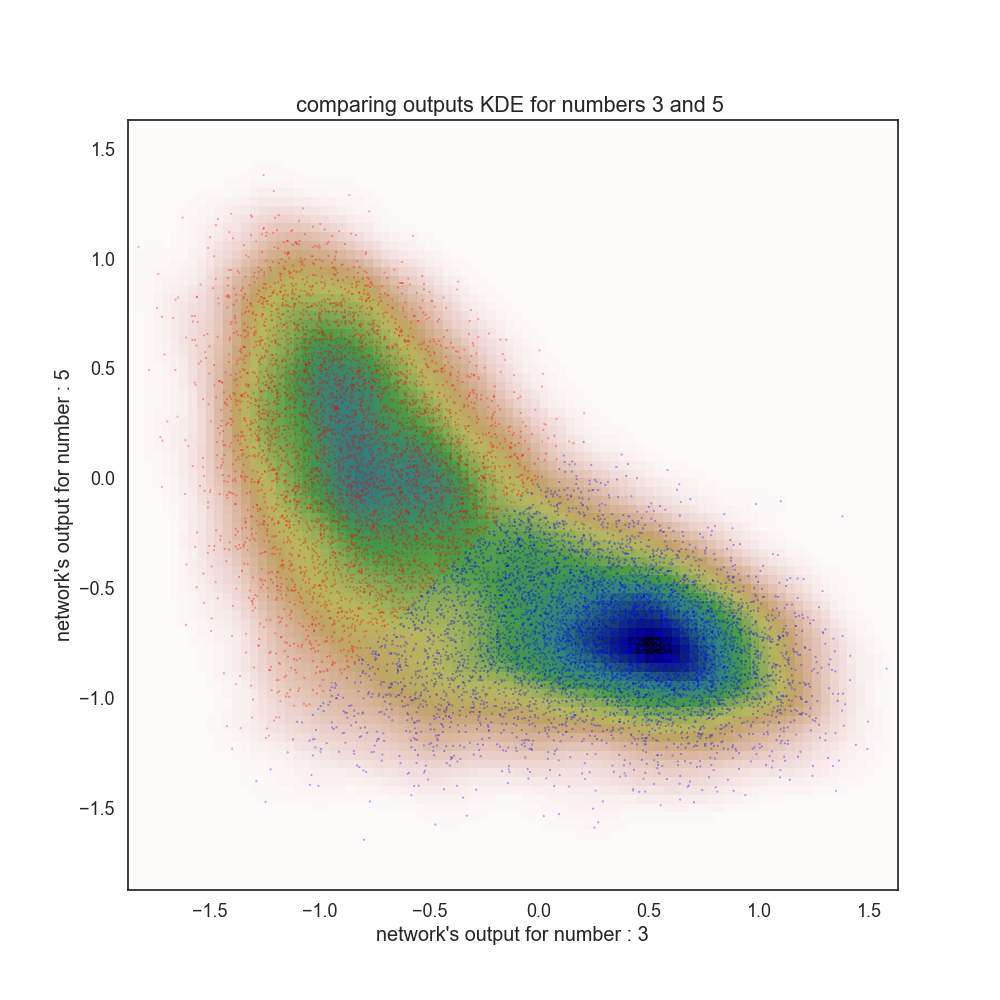 comparing outputs KDE for numbers 3 and 5
1.5
1.0
0.5
0.0
−0.5
−1.0
−1.5
network's output for number : 5
−1.5 −1.0 −0.5 0.0 0.5 1.0 1.5
network's output for number : 3